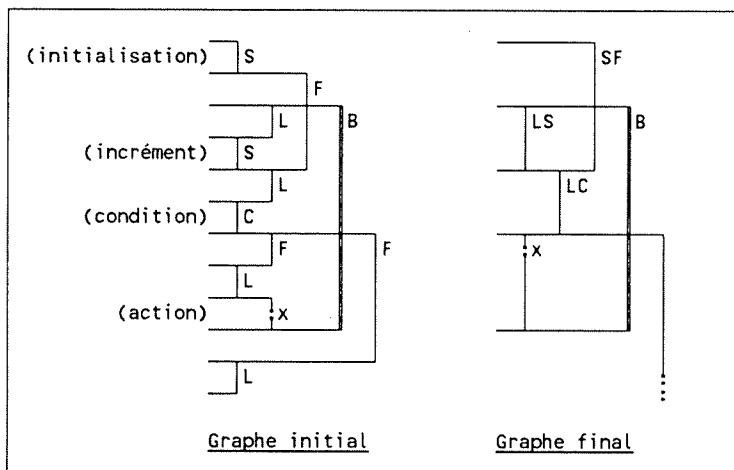 (initialisation) S SF
F
L B LS B
(incrément) S
L LC
(condition) C
F F X
L
(action) X
L
Graphe initial Graphe final